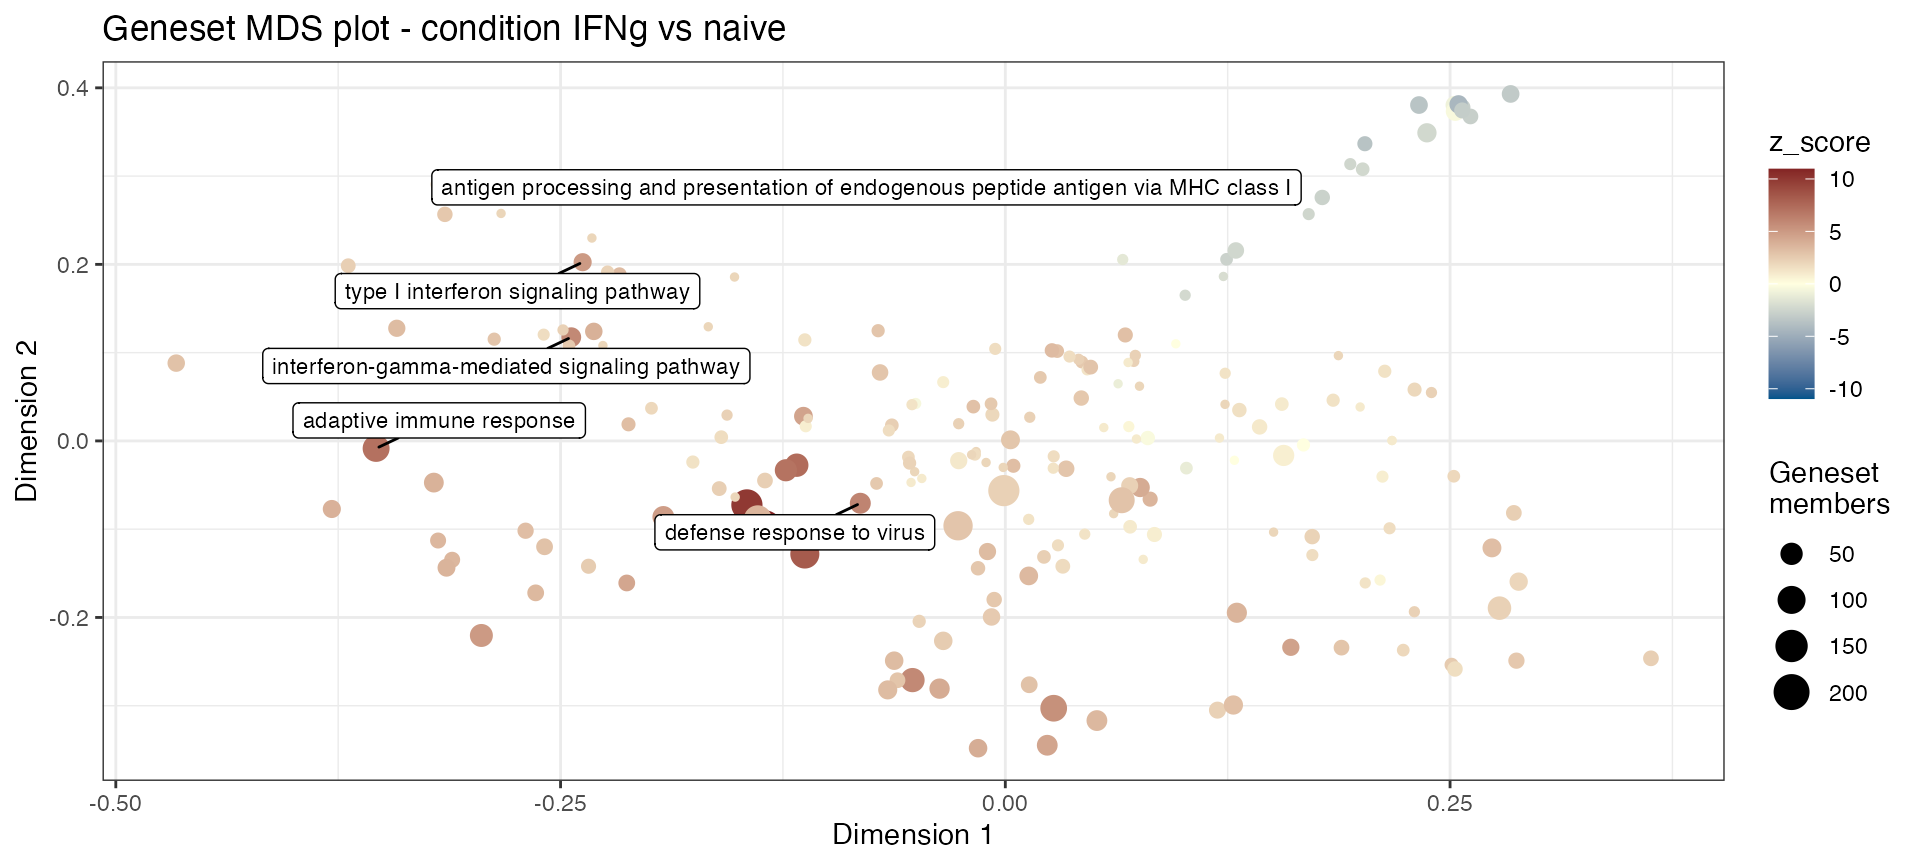 Geneset MDS plot - condition IFNg vs naive
0.4
0.2
0.0
-0.2
Dimension 2
antigen processing and presentation of endogenous peptide antigen via MHC class I
type I interferon signaling pathway
interferon-gamma-mediated signaling pathway
adaptive immune response
defense response to virus
-0.50
-0.25
0.00
0.25
Dimension 1
z_score
10
5
0
-5
-10
Geneset
members
50
100
150
200